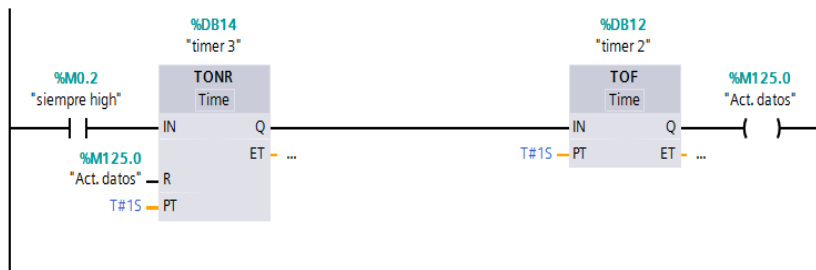 %DB14
"timer 3"
%DB12
"timer 2"
%M0.2
"siempre high"
TONR
Time
TOF
Time
%M125.0
"Act. datos"
IN Q
IN Q
ET ...
%M125.0
"Act. datos" R
T#1S PT
T#1S PT ET ...